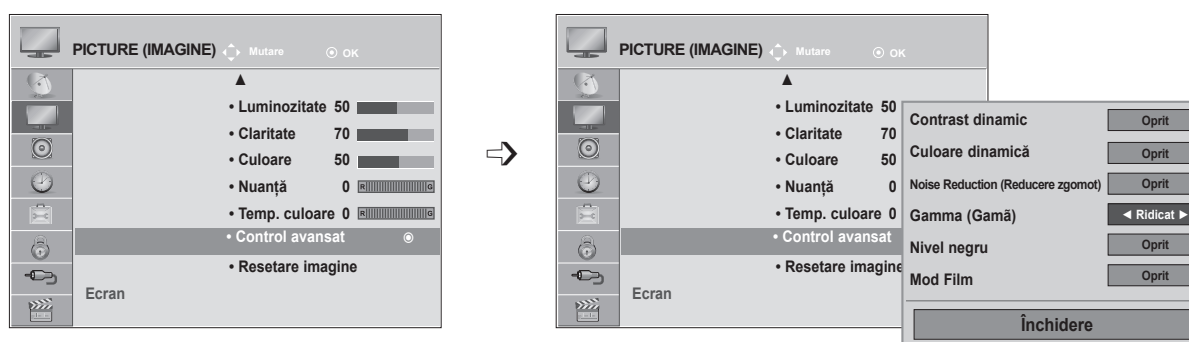 PICTURE (IMAGINE) Mutare OK
▲
• Luminozitate 50
• Claritate 70
• Culoare 50
• Nuanță 0 R G
• Temp. culoare 0 R G
• Control avansat
• Resetare imagine
Ecran
PICTURE (IMAGINE) Mutare OK
▲
• Luminozitate 50
• Claritate 70
• Culoare 50
• Nuanță 0
• Temp. culoare 0
• Control avansat
• Resetare imagine
Ecran
Contrast dinamic Oprit
Culoare dinamică Oprit
Noise Reduction (Reducere zgomot) Oprit
Gamma (Gamã) ◄ Ridicat ►
Nivel negru Oprit
Mod Film Oprit
Închidere